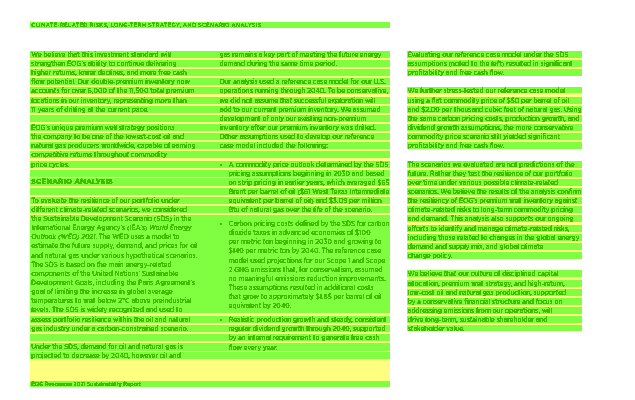 CLIMATE-RELATED RISKS, LONG-TERM STRATEGY, AND SCENARIO ANALYSIS
We believe that this investment standard will
strengthen EOG's ability to continue delivering
higher returns, lower declines, and more free cash
flow potential. Our double-premium inventory now
accounts for over 6,000 of the 11,500 total premium
locations in our inventory, representing more than
11 years of drilling at the current pace.
EOG's unique premium well strategy positions
the company to be one of the lowest-cost oil and
natural gas producers worldwide, capable of earning
competitive returns throughout commodity
price cycles.
SCENARIO ANALYSIS
To evaluate the resilience of our portfolio under
different climate-related scenarios, we considered
the Sustainable Development Scenario (SDS) in the
International Energy Agency's (IEA's) World Energy
Outlook (WEO) 2021. The WEO uses a model to
estimate the future supply, demand, and prices for oil
and natural gas under various hypothetical scenarios.
The SDS is based on the main energy-related
components of the United Nations' Sustainable
Development Goals, including the Paris Agreement's
goal of limiting the increase in global average
temperatures to well below 2°C above preindustrial
levels. The SDS is widely recognized and used to
assess portfolio resilience within the oil and natural
gas industry under a carbon-constrained scenario.
Under the SDS, demand for oil and natural gas is
projected to decrease by 2040, however oil and
gas remains a key part of meeting the future energy
demand during the same time period.
Our analysis used a reference case model for our U.S.
operations running through 2040. To be conservative,
we did not assume that successful exploration will
add to our current premium inventory. We assumed
development of only our existing non-premium
inventory after our premium inventory was drilled.
Other assumptions used to develop our reference
case model included the following:
• A commodity price outlook determined by the SDS
pricing assumptions beginning in 2030 and based
on strip pricing in earlier years, which averaged $65
Brent per barrel of oil ($61 West Texas Intermediate
equivalent per barrel of oil) and $3.09 per million
Btu of natural gas over the life of the scenario.
• Carbon pricing costs defined by the SDS for carbon
dioxide taxes in advanced economies of $100
per metric ton beginning in 2030 and growing to
$140 per metric ton by 2040. The reference case
model used projections for our Scope 1 and Scope
2 GHG emissions that, for conservatism, assumed
no meaningful emissions reduction improvements.
These assumptions resulted in additional costs
that grow to approximately $1.85 per barrel of oil
equivalent by 2040.
• Realistic production growth and steady, consistent
regular dividend growth through 2040, supported
by an internal requirement to generate free cash
flow every year.
Evaluating our reference case model under the SDS
assumptions (noted to the left) resulted in significant
profitability and free cash flow.
We further stress-tested our reference case model
using a flat commodity price of $50 per barrel of oil
and $2.00 per thousand cubic feet of natural gas. Using
the same carbon pricing costs, production growth, and
dividend growth assumptions, the more conservative
commodity price scenario resulted in significant
profitability and free cash flow.
The scenarios we evaluated are not predictions of the
future. Rather they test the resilience of our portfolio
over time under various possible climate-related
scenarios. We believe the results of the analysis confirm
the resiliency of EOG's premium well strategy against
climate-related risks to long-term commodity pricing
and demand. This analysis also supports our ongoing
efforts to identify and manage climate-related risks,
including those related to changes in the global energy
demand and supply mix, and global climate
change policy.
We believe that our culture of disciplined capital
allocation, premium well strategy, and high-return,
low-cost oil and natural gas production, supported
by a conservative financial structure and focus on
addressing emissions from our operations, will
drive long-term, sustainable shareholder and
stakeholder value.
EOG Resources 2021 Sustainability Report